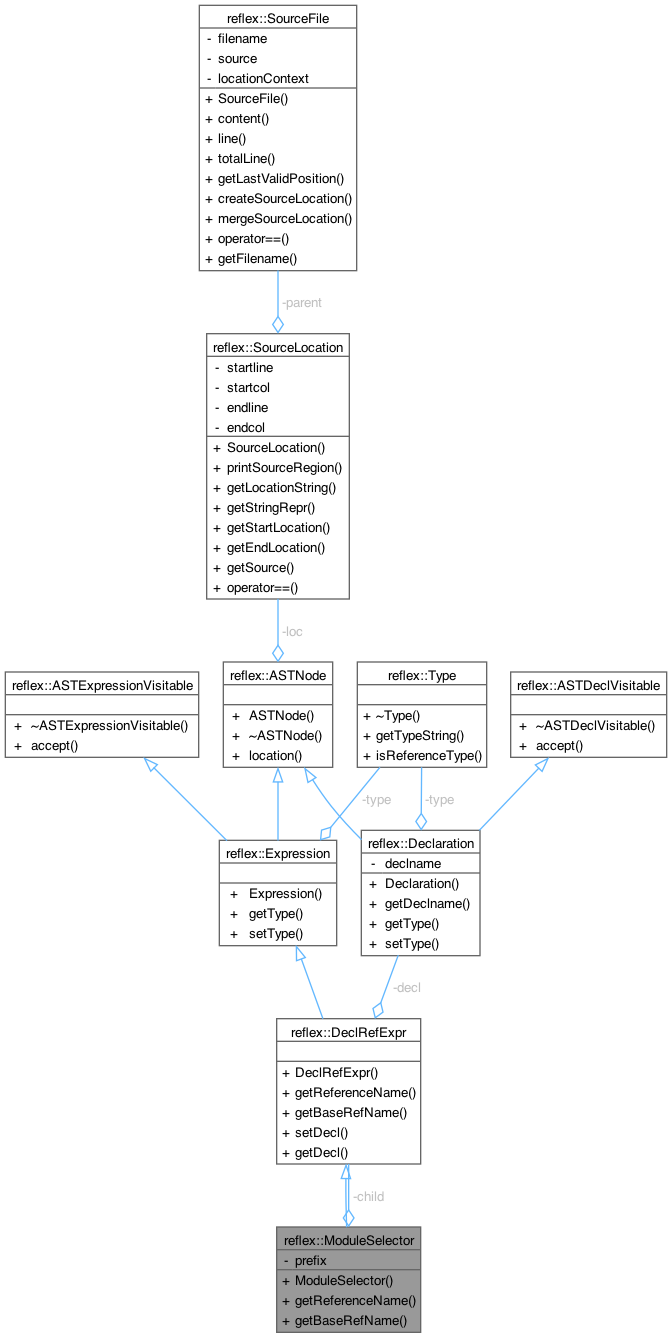 reflex::SourceFile
- filename
- source
- locationContext
+ SourceFile()
+ content()
+ line()
+ totalLine()
+ getLastValidPosition()
+ createSourceLocation()
+ mergeSourceLocation()
+ operator==()
+ getFilename()
-parent
reflex::SourceLocation
- startline
- startcol
- endline
- endcol
+ SourceLocation()
+ printSourceRegion()
+ getLocationString()
+ getStringRepr()
+ getStartLocation()
+ getEndLocation()
+ getSource()
+ operator==()
-loc
reflex::ASTExpressionVisitable
+ ~ASTExpressionVisitable()
+ accept()
reflex::ASTNode
+ ASTNode()
+ ~ASTNode()
+ location()
reflex::Type
+ ~Type()
+ getTypeString()
+ isReferenceType()
reflex::ASTDeclVisitable
+ ~ASTDeclVisitable()
+ accept()
-type
-type
reflex::Expression
+ Expression()
+ getType()
+ setType()
reflex::Declaration
- declname
+ Declaration()
+ getDeclname()
+ getType()
+ setType()
-decl
reflex::DeclRefExpr
+ DeclRefExpr()
+ getReferenceName()
+ getBaseRefName()
+ setDecl()
+ getDecl()
-child
reflex::ModuleSelector
- prefix
+ ModuleSelector()
+ getReferenceName()
+ getBaseRefName()